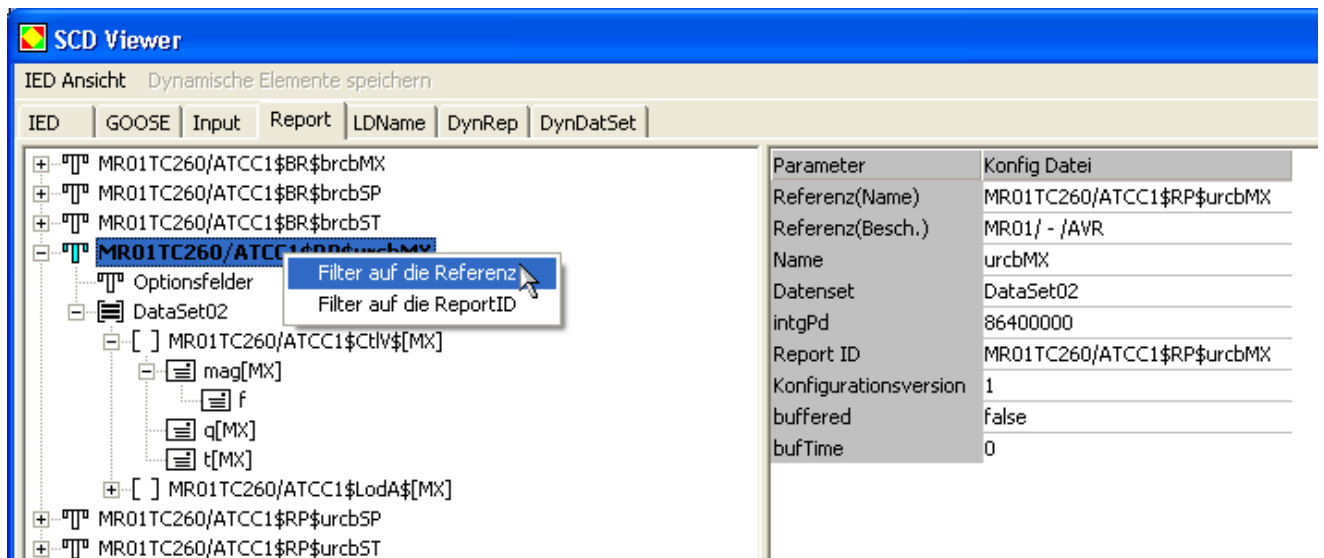 SCD Viewer
IED Ansicht Dynamische Elemente speichern
IED GOOSE Input Report LDName DynRep DynDatSet
MR01TC260/ATCC1$BR$brcbMX
MR01TC260/ATCC1$BR$brcbSP
MR01TC260/ATCC1$BR$brcbST
MR01TC260/ATCC1$RP$urcbMX
Filter auf die Referenz
Filter auf die ReportID
Optionsfelder
DataSet02
[ ] MR01TC260/ATCC1$CtlV$[MX]
mag[MX]
f
q[MX]
t[MX]
[ ] MR01TC260/ATCC1$LodA$[MX]
MR01TC260/ATCC1$RP$urcbSP
MR01TC260/ATCC1$RP$urcbST
Parameter Konfig Datei
Referenz(Name) MR01TC260/ATCC1$RP$urcbMX
Referenz(Besch.) MR01/ - /AVR
Name urcbMX
Datenset DataSet02
intgPd 86400000
Report ID MR01TC260/ATCC1$RP$urcbMX
Konfigurationsversion 1
buffered false
bufTime 0